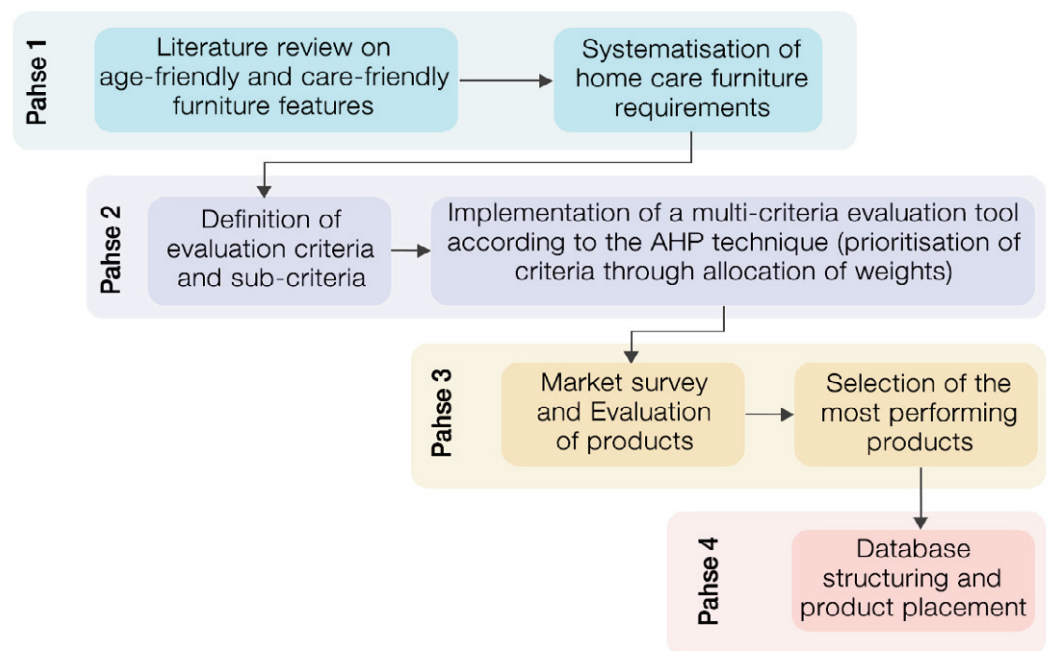 Pahse 1
Literature review on
age-friendly and care-friendly
furniture features
Systematisation of
home care furniture
requirements
Pahse 2
Definition of
evaluation criteria
and sub-criteria
Implementation of a multi-criteria evaluation tool
according to the AHP technique (prioritisation of
criteria through allocation of weights)
Pahse 3
Market survey
and Evaluation
of products
Selection of the
most performing
products
Pahse 4
Database
structuring and
product placement